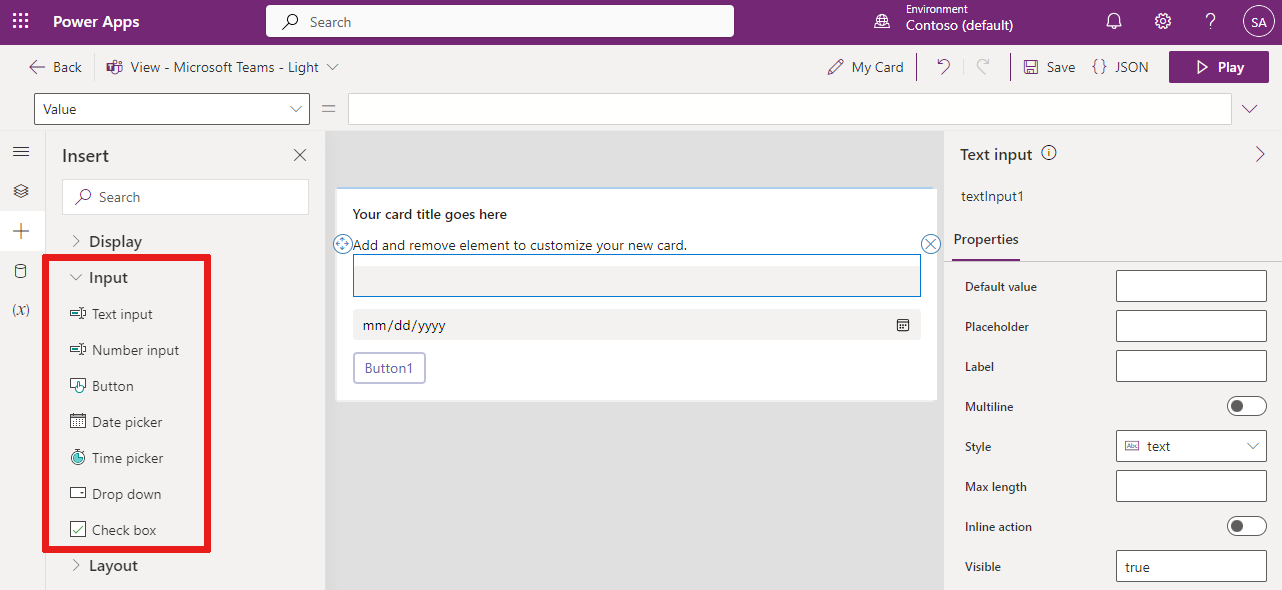 Power Apps
Search
Environment
Contoso (default)
?
SA
Back
View - Microsoft Teams - Light
My Card
Save
{ } JSON
Play
Value
=
Insert
Search
Display
Input
Text input
Number input
Button
Date picker
Time picker
Drop down
Check box
Layout
(x)
Your card title goes here
Add and remove element to customize your new card.
mm/dd/yyyy
Button1
Text input
textInput1
Properties
Default value
Placeholder
Label
Multiline
Style
Abc text
Max length
Inline action
Visible
true